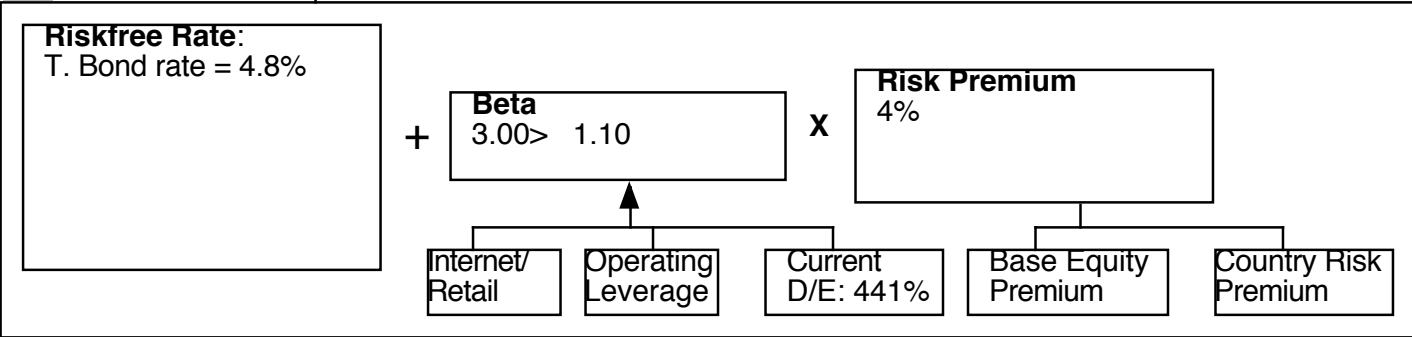 Riskfree Rate:
T. Bond rate = 4.8%
+
Beta
3.00> 1.10
X
Risk Premium
4%
Internet/
Retail
Operating
Leverage
Current
D/E: 441%
Base Equity
Premium
Country Risk
Premium